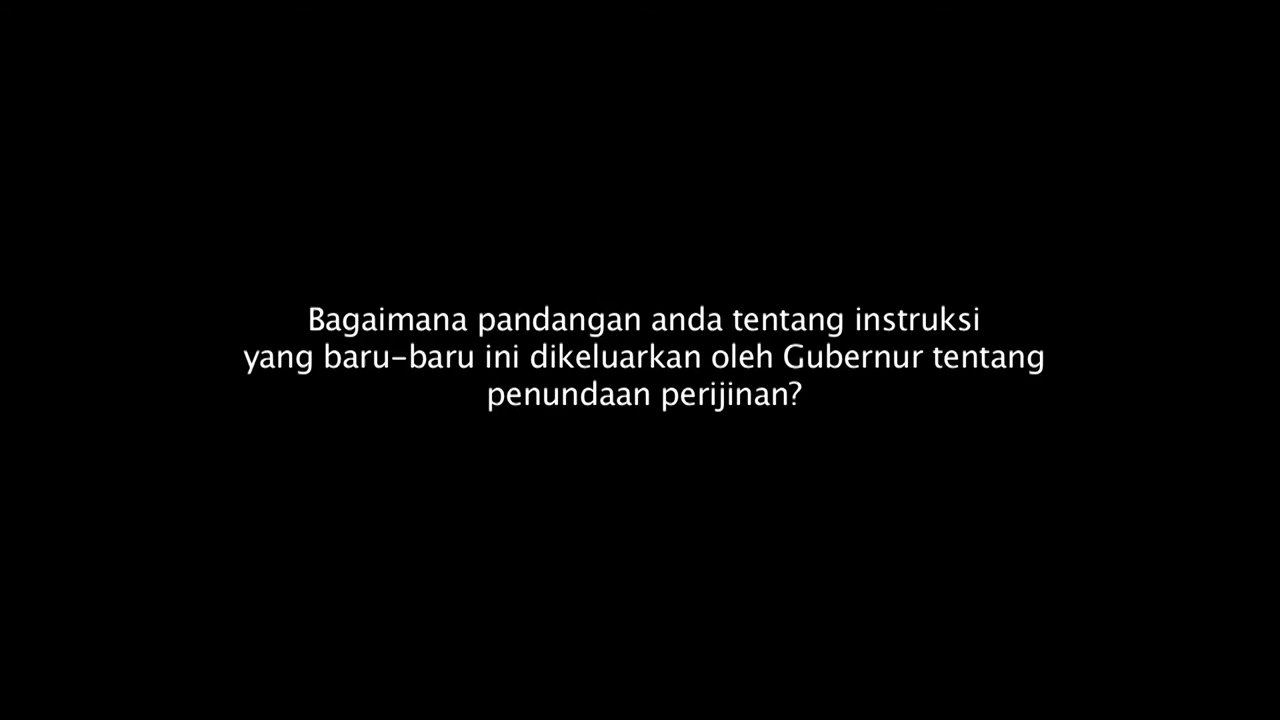 Bagaimana pandangan anda tentang instruksi
yang baru-baru ini dikeluarkan oleh Gubernur tentang
penundaan perijinan?